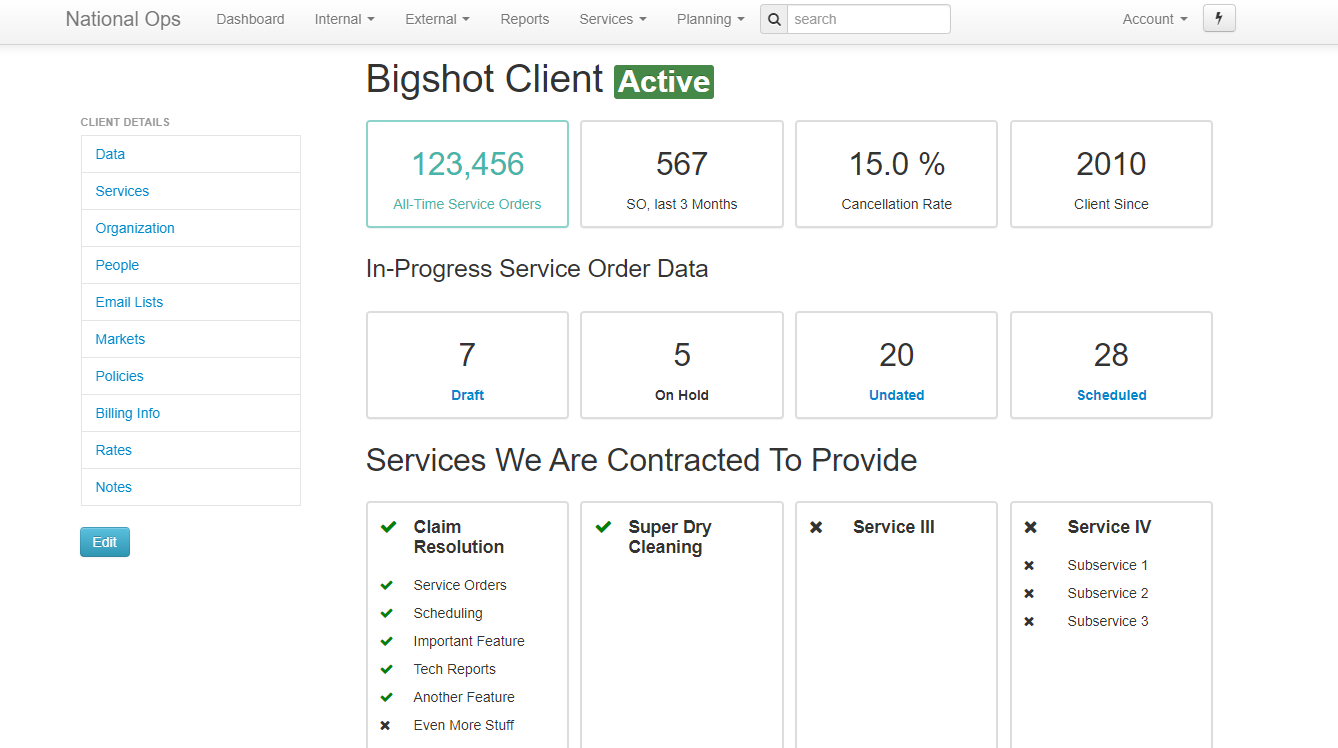 National Ops Dashboard Internal External Reports Services Planning search Account
Bigshot Client Active
CLIENT DETAILS
Data
Services
Organization
People
Email Lists
Markets
Policies
Billing Info
Rates
Notes
Edit
123,456
All-Time Service Orders
567
SO, last 3 Months
15.0 %
Cancellation Rate
2010
Client Since
In-Progress Service Order Data
7
Draft
5
On Hold
20
Undated
28
Scheduled
Services We Are Contracted To Provide
Claim
Resolution
Service Orders
Scheduling
Important Feature
Tech Reports
Another Feature
Even More Stuff
Super Dry
Cleaning
Service III
Service IV
Subservice 1
Subservice 2
Subservice 3